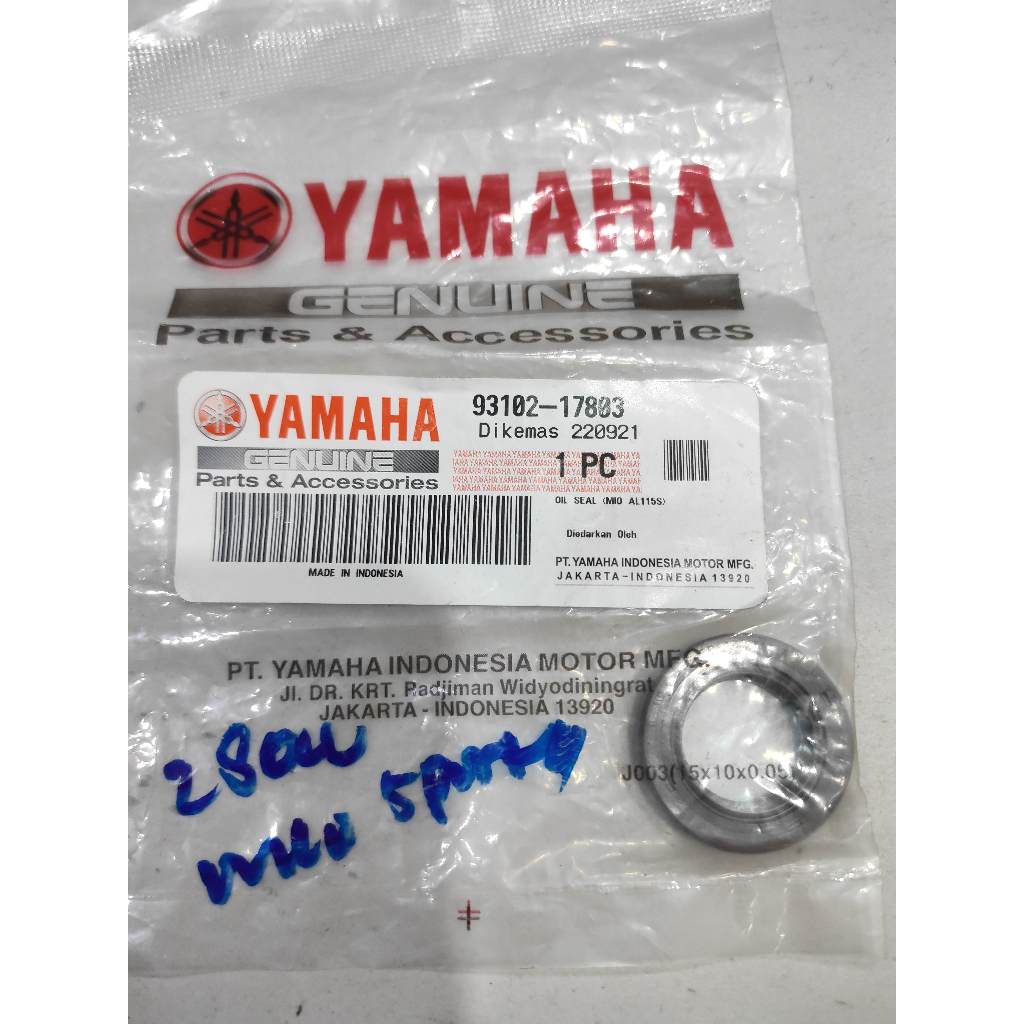 YAMAHA
GENUINE
Parts & Accessories
YAMAHA
GENUINE
Parts & Accessories
93102-17803
Dikemas 220921
1 PC
OIL SEAL (MIO AL115S)
Diedarkan Oleh
PT. YAMAHA INDONESIA MOTOR MFG.
JAKARTA-INDONESIA 13920
MADE IN INDONESIA
PT. YAMAHA INDONESIA MOTOR MFG.
Jl. DR. KRT. Radjiman Widyodiningrat
JAKARTA - INDONESIA 13920
J003(15x10x0.05)
mio sporty